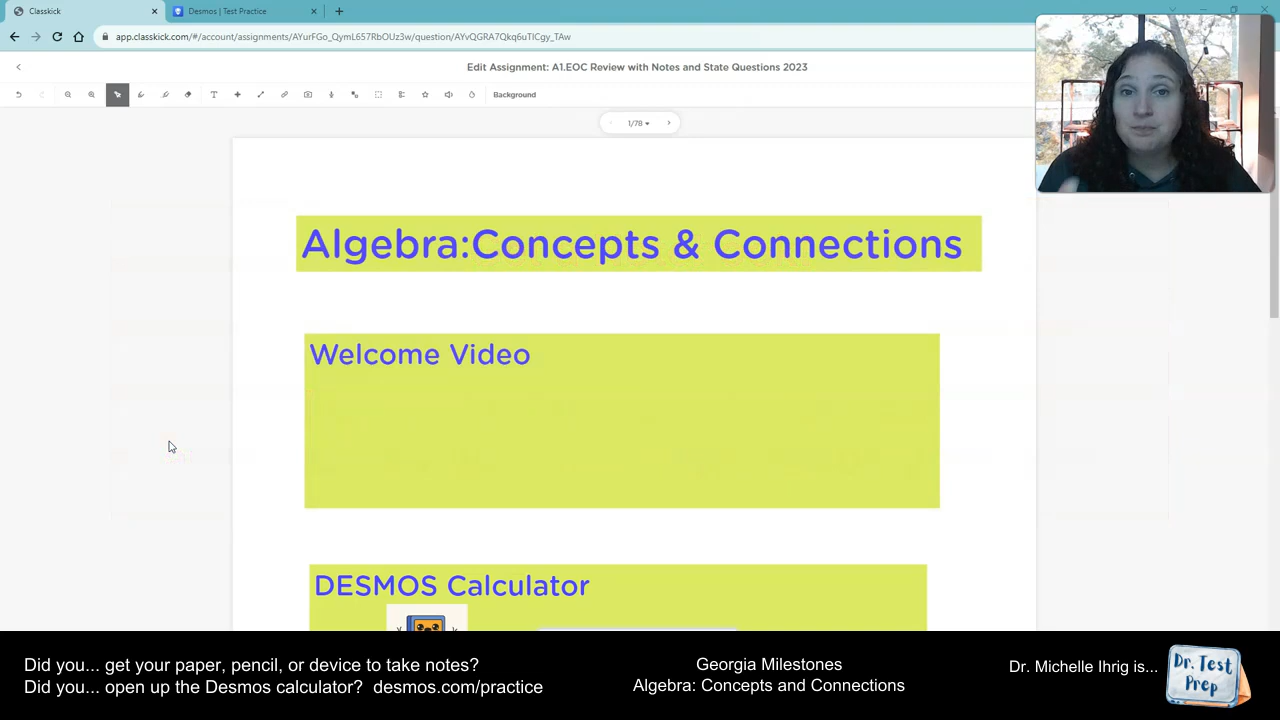 Classkick
Desmos | Test Practice
app.classkick.com/#/account/assignments/AYurFGo_QymL657RbOUz3w/question/AYvQGRA7Qkq6uTICgy_TAw
Edit Assignment: A1.EOC Review with Notes and State Questions 2023
T
Background
1/78
Algebra:Concepts & Connections
Welcome Video
DESMOS Calculator
Did you... get your paper, pencil, or device to take notes?
Did you... open up the Desmos calculator? desmos.com/practice
Georgia Milestones
Algebra: Concepts and Connections
Dr. Michelle Ihrig is...
Dr. Test
Prep